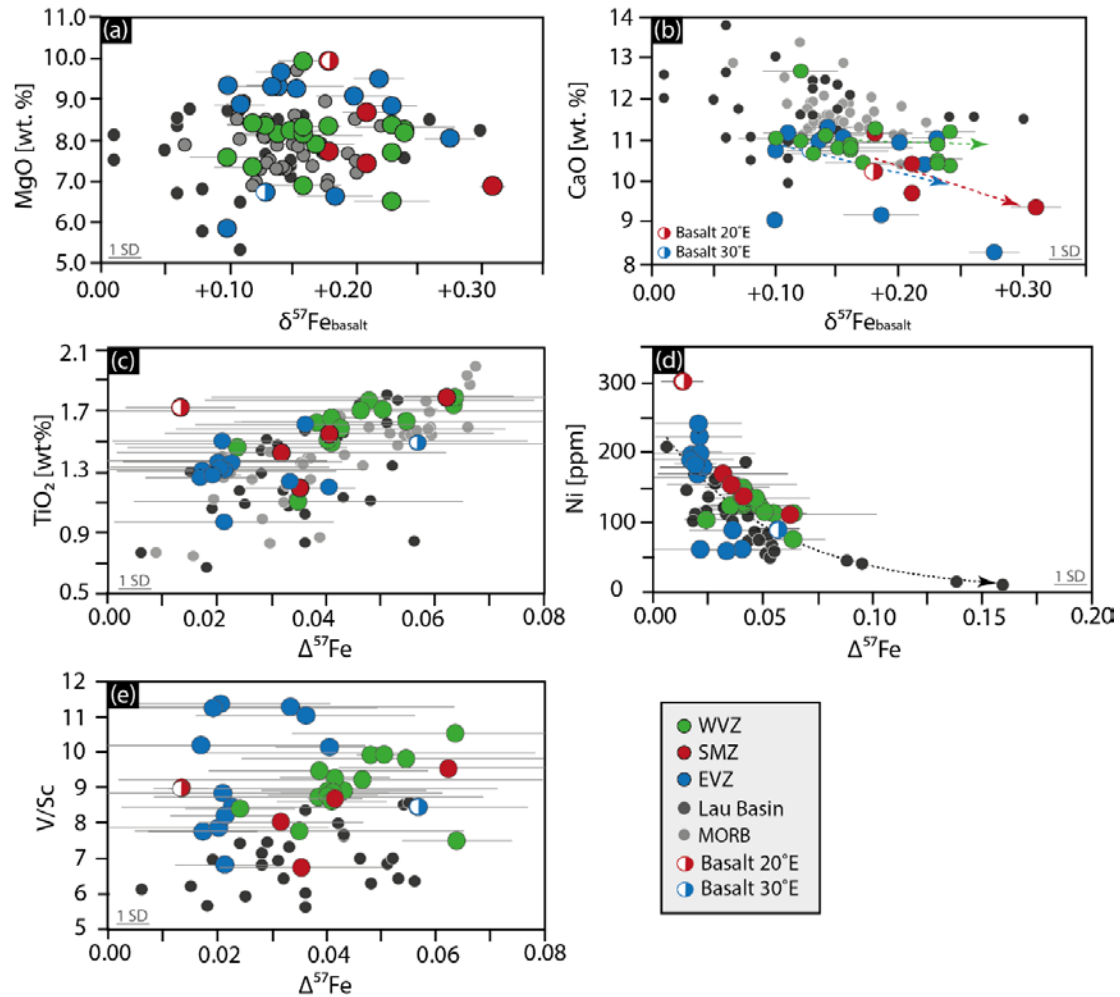 (a)
MgO [wt. %]
10.0
9.0
8.0
7.0
6.0
5.0
1 SD
0.00
+0.10
+0.20
+0.30
δ⁵⁷Fe_basalt
(b)
CaO [wt. %]
14
13
12
11
10
9
8
Basalt 20°E
Basalt 30°E
1 SD
0.00
+0.10
+0.20
+0.30
δ⁵⁷Fe_basalt
(c)
TiO₂ [wt·%]
2.1
1.7
1.3
0.9
0.5
1 SD
0.00
0.02
0.04
0.06
0.08
Δ⁵⁷Fe
(d)
Ni [ppm]
300
200
100
0
1 SD
0.00
0.05
0.10
0.15
0.20
Δ⁵⁷Fe
(e)
V/Sc
12
11
10
9
8
7
6
5
1 SD
0.00
0.02
0.04
0.06
0.08
Δ⁵⁷Fe
WVZ
SMZ
EVZ
Lau Basin
MORB
Basalt 20°E
Basalt 30°E